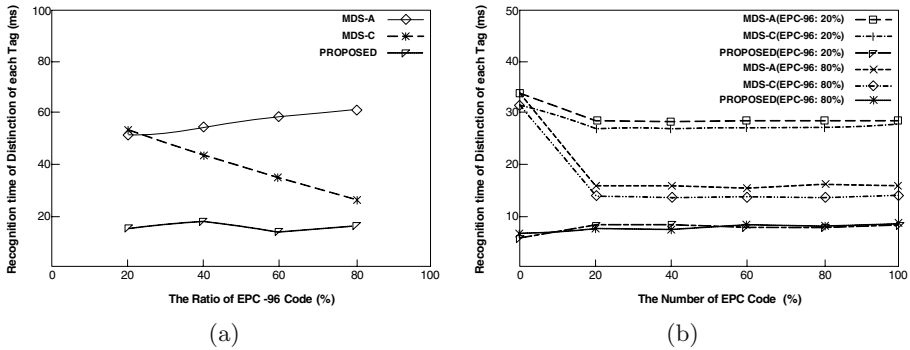 Recognition time of Distinction of each Tag (ms)
100
80
60
40
20
0
20
40
60
80
100
MDS-A
MDS-C
PROPOSED
The Ratio of EPC -96 Code (%)
(a)
Recognition time of Distinction of each Tag (ms)
50
40
30
20
10
0
0
20
40
60
80
100
MDS-A(EPC-96: 20%)
MDS-C(EPC-96: 20%)
PROPOSED(EPC-96: 20%)
MDS-A(EPC-96: 80%)
MDS-C(EPC-96: 80%)
PROPOSED(EPC-96: 80%)
The Number of EPC Code (%)
(b)